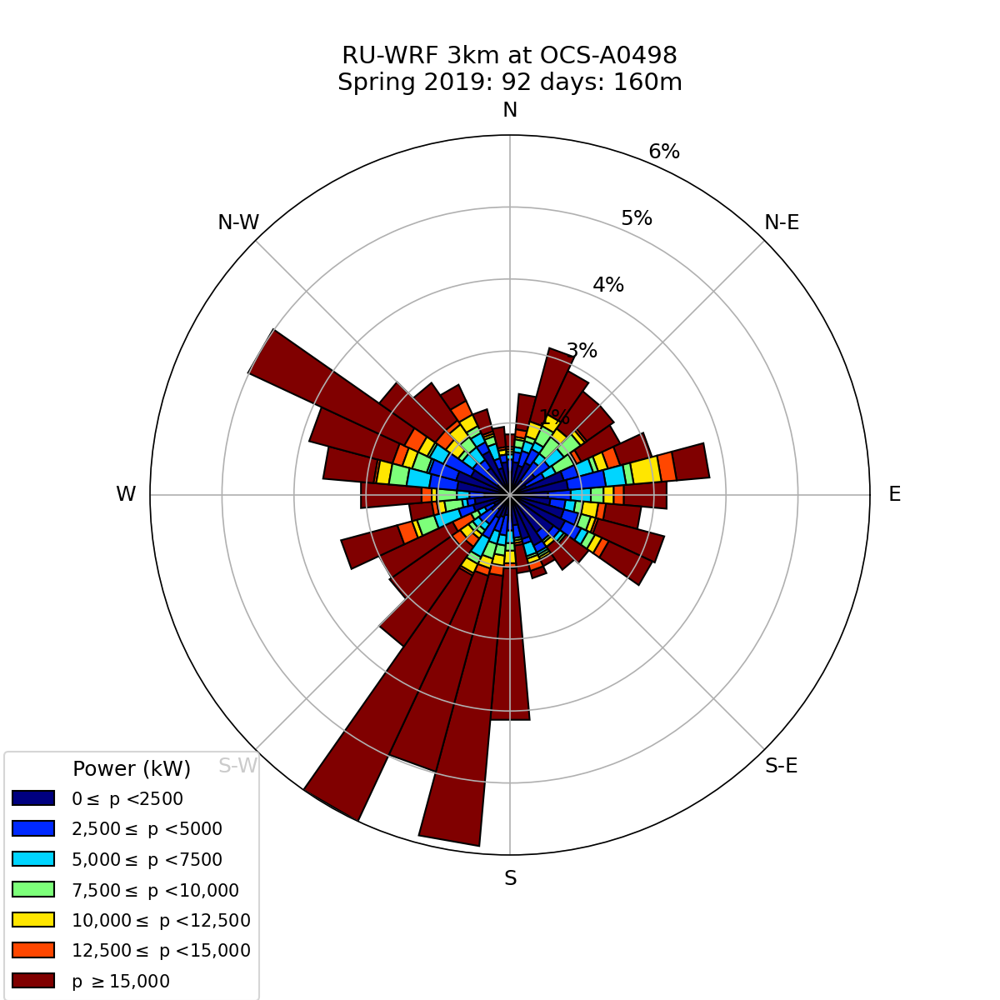 RU-WRF 3km at OCS-A0498
Spring 2019: 92 days: 160m
N
6%
N-W
5%
N-E
4%
3%
1%
W
E
S-W
S-E
S
Power (kW)
0≤ p <2500
2,500≤ p <5000
5,000≤ p <7500
7,500≤ p <10,000
10,000≤ p <12,500
12,500≤ p <15,000
p ≥15,000